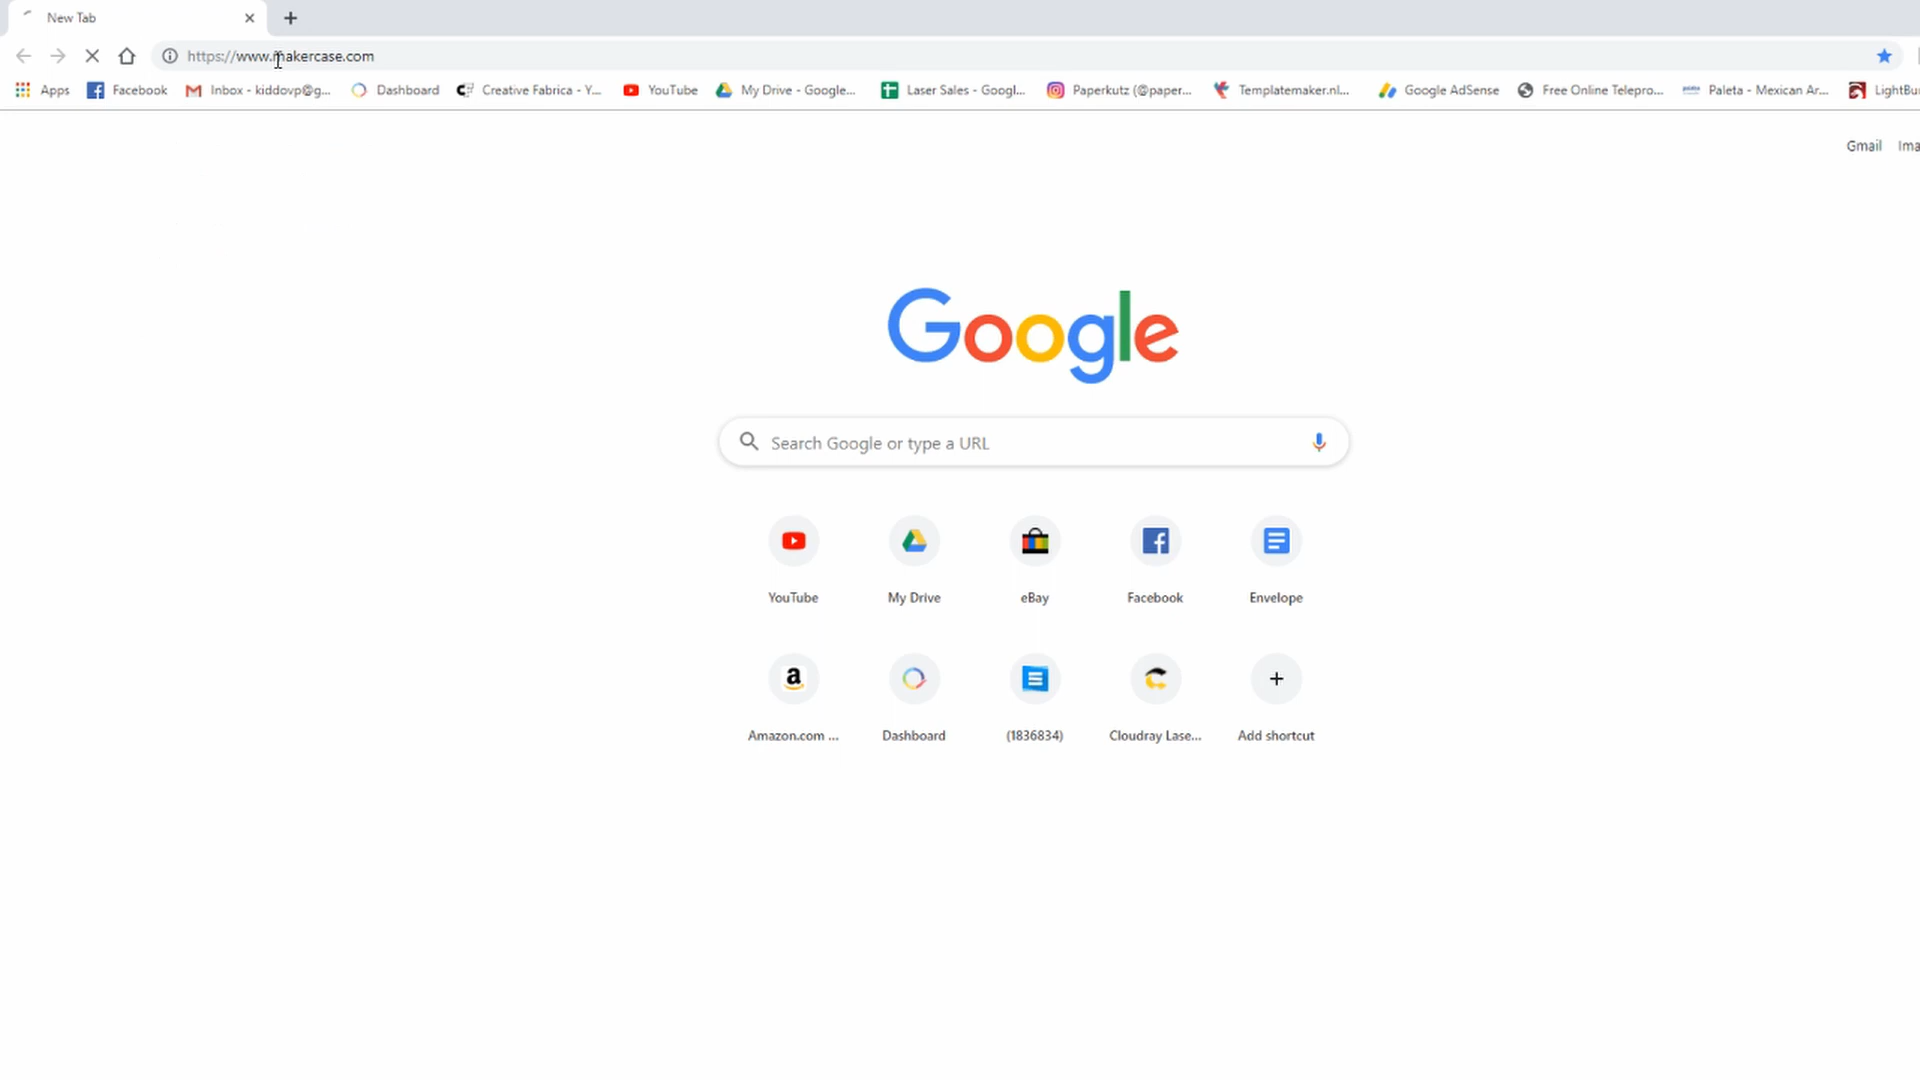 New Tab
https://www.makercase.com
Apps Facebook Inbox - kiddovp@g... Dashboard Creative Fabrica - Y... YouTube My Drive - Google... Laser Sales - Googl... Paperkutz (@paper... Templatemaker.nl... Google AdSense Free Online Telepro... Paleta - Mexican Ar... LightBu
Gmail Ima
Google
Search Google or type a URL
YouTube My Drive eBay Facebook Envelope
a
Amazon.com ... Dashboard (1836834) Cloudray Lase... Add shortcut